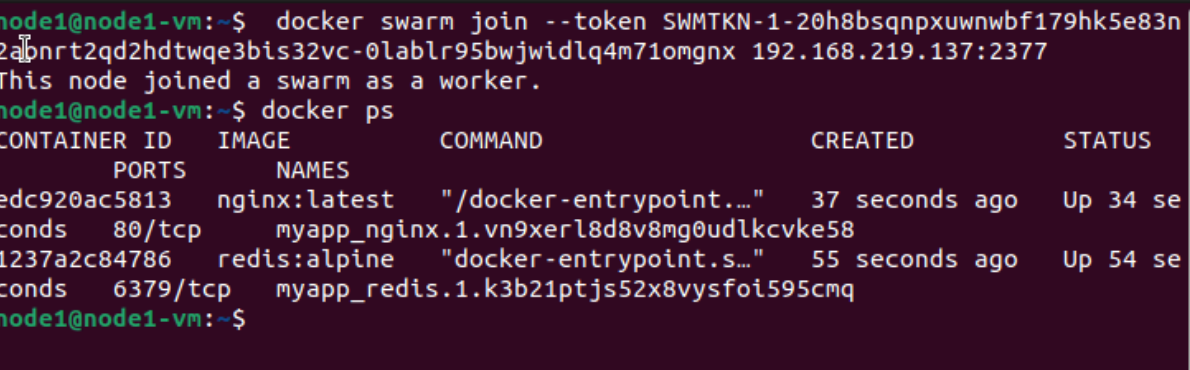 node1@node1-vm:~$  docker swarm join --token SWMTKN-1-20h8bsqnpxuwnwbf179hk5e83n
nrt2qd2hdtwqe3bis32vc-0lablr95bwjwidlq4m71omgnx 192.168.219.137:2377
This node joined a swarm as a worker.
node1@node1-vm:~$ docker ps
CONTAINER ID   IMAGE          COMMAND                  CREATED          STATUS
PORTS      NAMES
edc920ac5813   nginx:latest   "/docker-entrypoint.…"   37 seconds ago   Up 34 se
conds   80/tcp     myapp_nginx.1.vn9xerl8d8v8mg0udlkcvke58
1237a2c84786   redis:alpine   "docker-entrypoint.s…"   55 seconds ago   Up 54 se
conds   6379/tcp   myapp_redis.1.k3b21ptjs52x8vysfoi595cmq
node1@node1-vm:~$